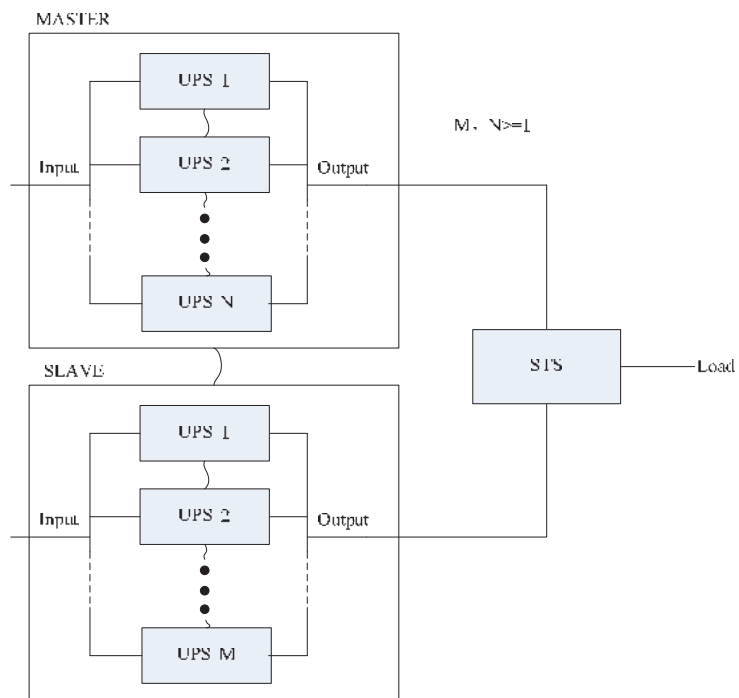 MASTER
UPS 1
M、N>=1
Input
UPS 2
Output
UPS N
STS
Load
SLAVE
UPS 1
Input
UPS 2
Output
UPS M